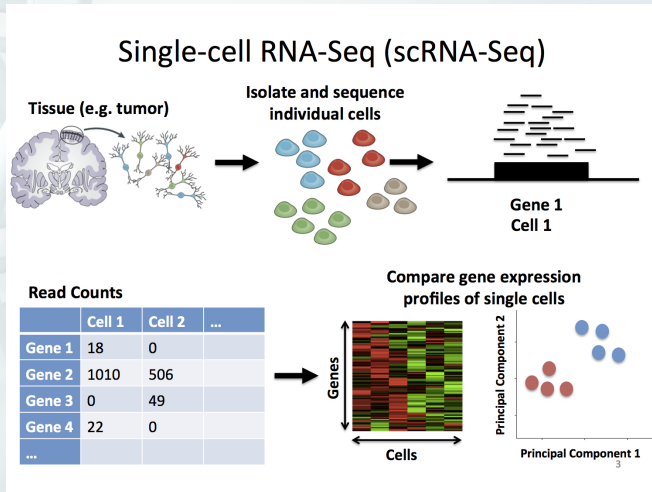 Single-cell RNA-Seq (scRNA-Seq)
Tissue (e.g. tumor)
Isolate and sequence
individual cells
Gene 1
Cell 1
Read Counts
Cell 1 Cell 2 ...
Gene 1 18 0
Gene 2 1010 506
Gene 3 0 49
Gene 4 22 0
...
Compare gene expression
profiles of single cells
Genes
Cells
Principal Component 2
Principal Component 1
3